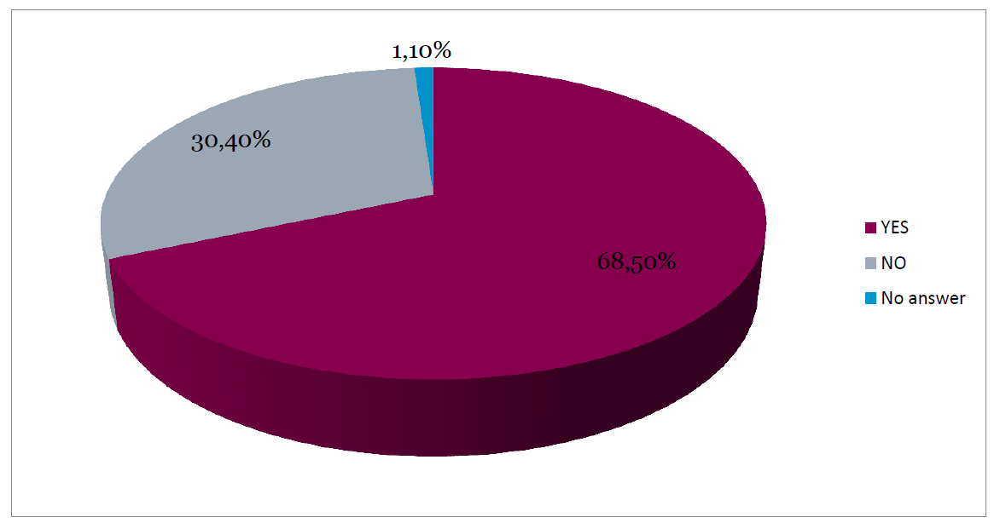 1,10%
30,40%
68,50%
YES
NO
No answer